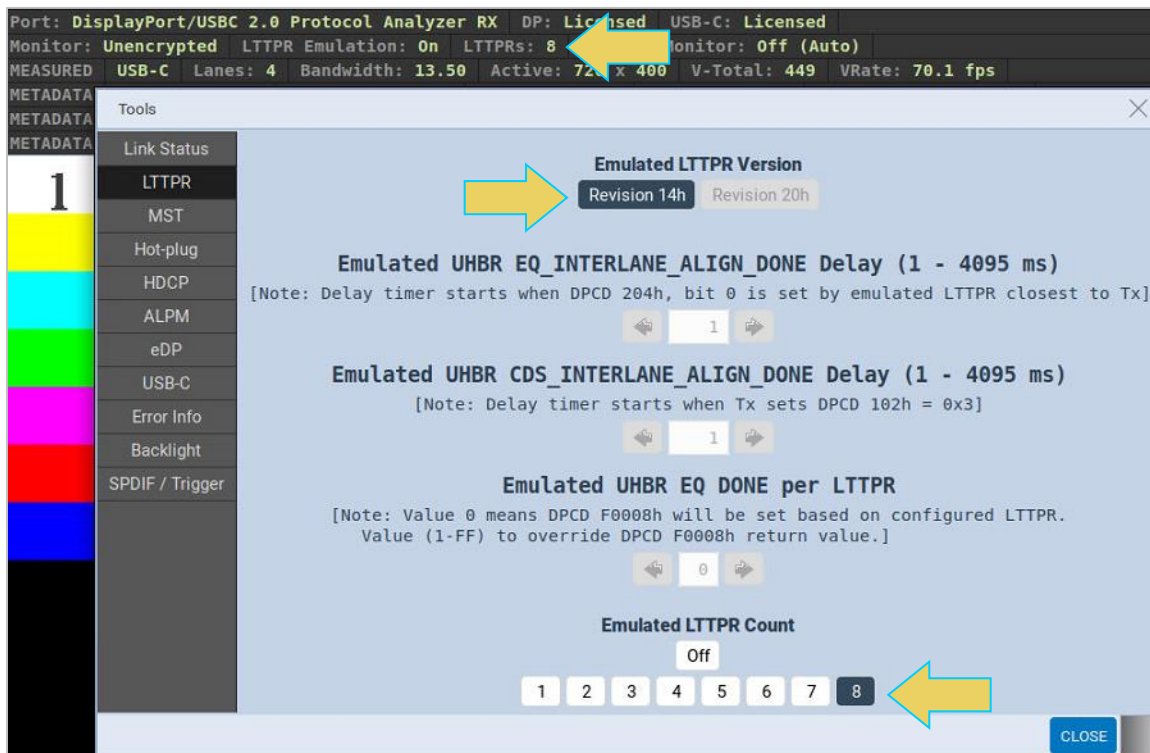 Port: DisplayPort/USBC 2.0 Protocol Analyzer RX DP: Licensed USB-C: Licensed
Monitor: Unencrypted LTTPR Emulation: On LTTPRs: 8 Monitor: Off (Auto)
MEASURED USB-C Lanes: 4 Bandwidth: 13.50 Active: 720 x 400 V-Total: 449 VRate: 70.1 fps
METADATA
METADATA
METADATA
1
Tools
Link Status
LTTPR
MST
Hot-plug
HDCP
ALPM
eDP
USB-C
Error Info
Backlight
SPDIF / Trigger
Emulated LTTPR Version
Revision 14h Revision 20h
Emulated UHBR EQ_INTERLANE_ALIGN_DONE Delay (1 - 4095 ms)
[Note: Delay timer starts when DPCD 204h, bit 0 is set by emulated LTTPR closest to Tx]
1
Emulated UHBR CDS_INTERLANE_ALIGN_DONE Delay (1 - 4095 ms)
[Note: Delay timer starts when Tx sets DPCD 102h = 0x3]
1
Emulated UHBR EQ DONE per LTTPR
[Note: Value 0 means DPCD F0008h will be set based on configured LTTPR.
Value (1-FF) to override DPCD F0008h return value.]
0
Emulated LTTPR Count
Off
1 2 3 4 5 6 7 8
CLOSE